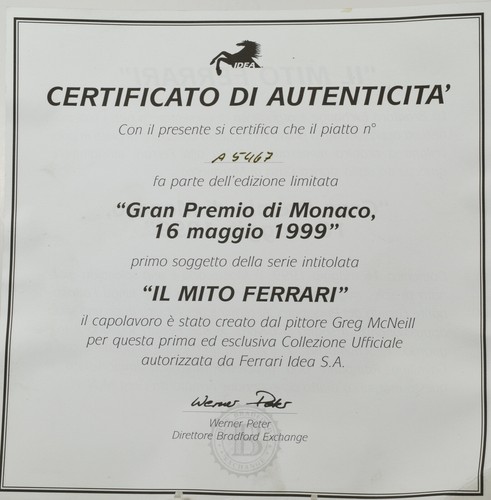 IDEA
CERTIFICATO DI AUTENTICITA'
Con il presente si certifica che il piatto n°
A 5467
fa parte dell'edizione limitata
"Gran Premio di Monaco,
16 maggio 1999"
primo soggetto della serie intitolata
"IL MITO FERRARI"
il capolavoro è stato creato dal pittore Greg McNeill
per questa prima ed esclusiva Collezione Ufficiale
autorizzata da Ferrari Idea S.A.
Werner Peter
Werner Peter
Direttore Bradford Exchange
B